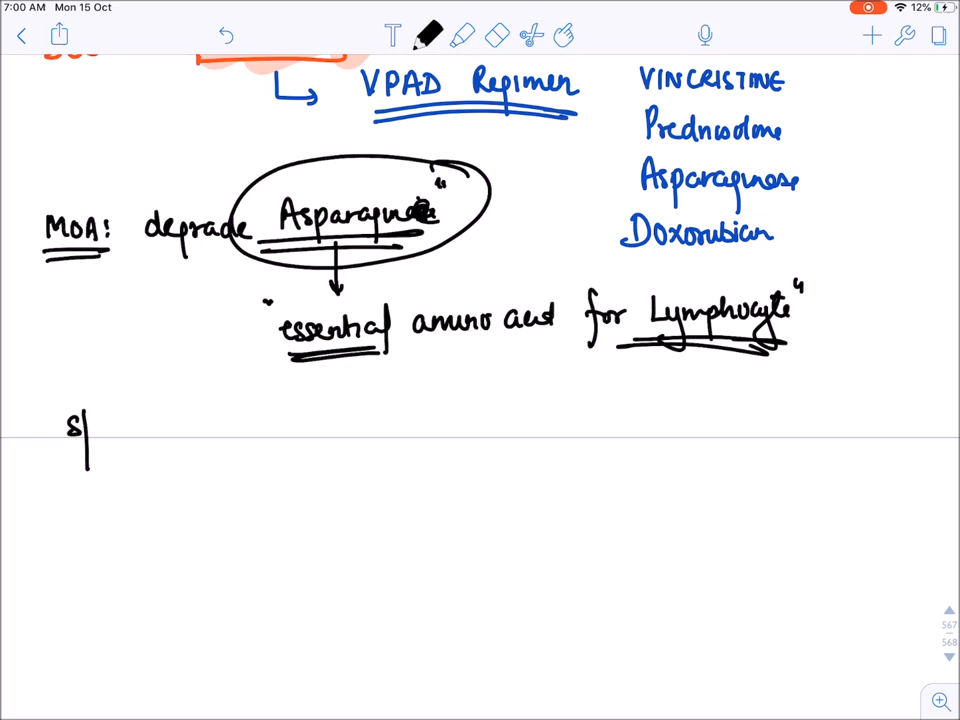 7:00 AM Mon 15 Oct 12%
T
VPAD Regimen
VINCRISTINE
Prednisolone
Asparaginase
Doxorubian
MOA: degrade Asparagine"
"essential amino acid for Lymphocyte"
S/
567
568